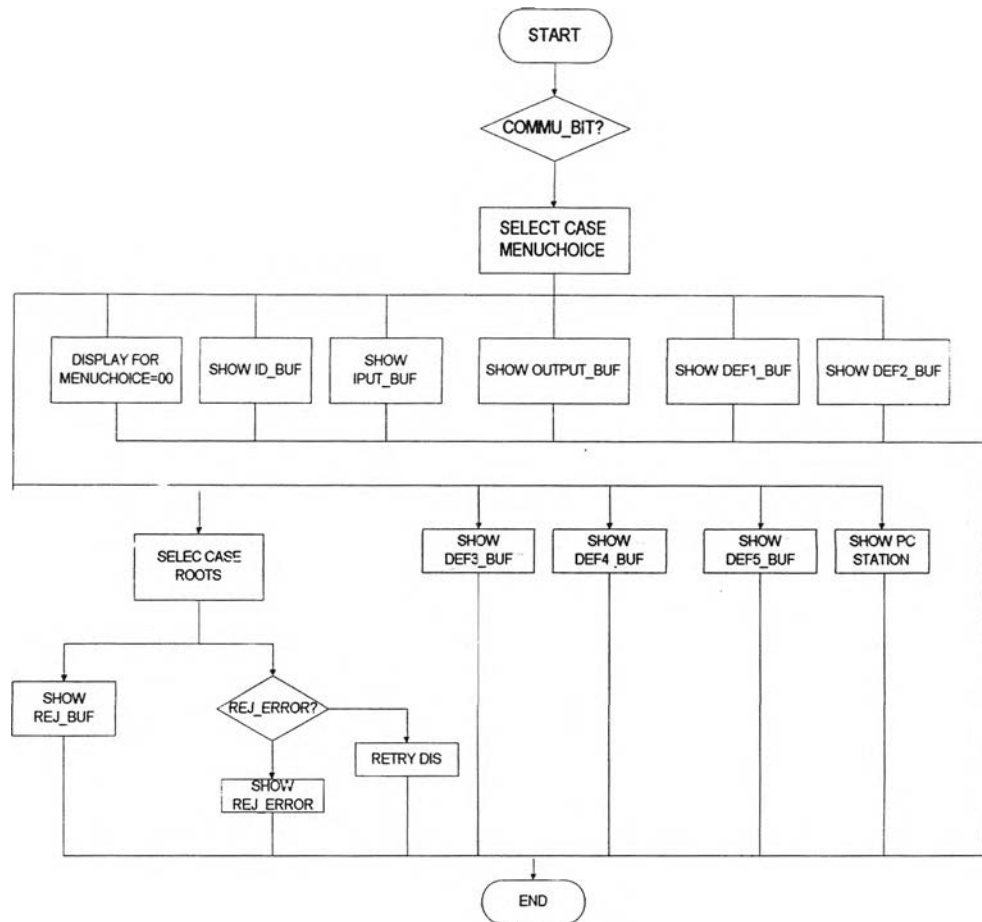 START
COMMU_BIT?
SELECT CASE
MENUCHOICE
DISPLAY FOR
MENUCHOICE=00
SHOW ID_BUF
SHOW
IPUT_BUF
SHOW OUTPUT_BUF
SHOW DEF1_BUF
SHOW DEF2_BUF
SELEC CASE
ROOTS
SHOW
DEF3_BUF
SHOW
DEF4_BUF
SHOW
DEF5_BUF
SHOW PC
STATION
SHOW
REJ_BUF
REJ_ERROR?
RETRY DIS
SHOW
REJ_ERROR
END